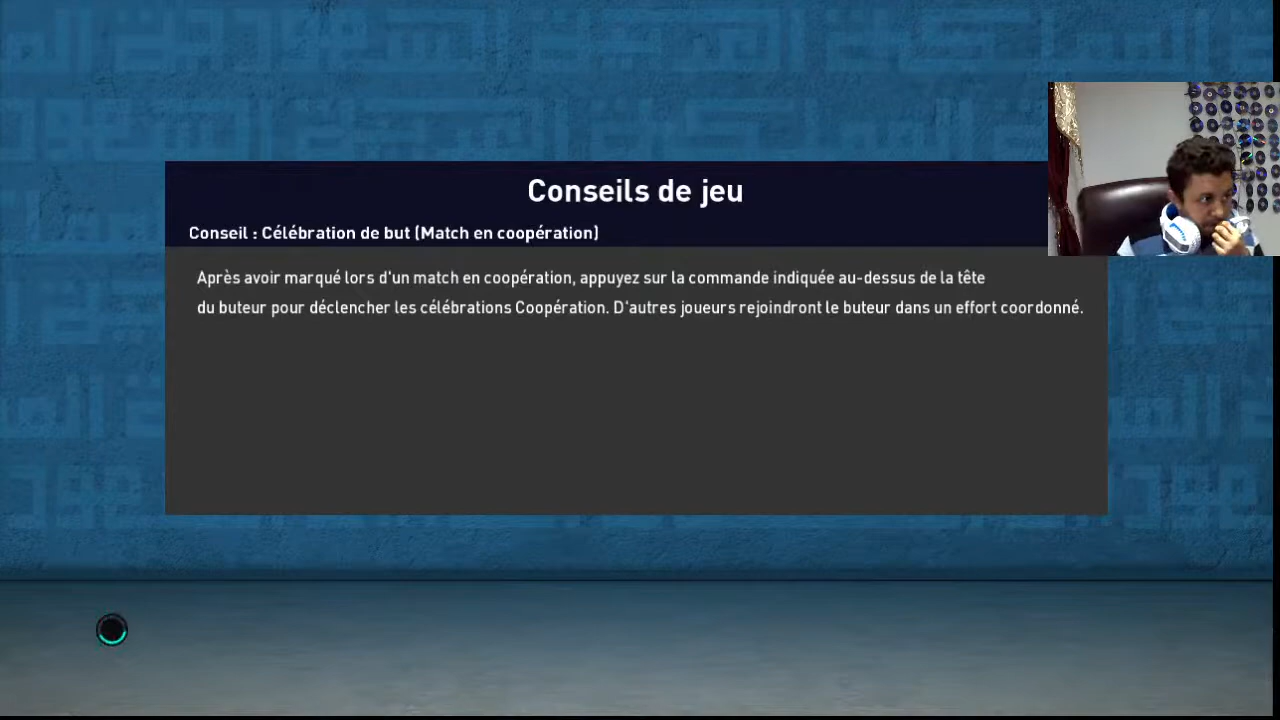 Conseils de jeu
Conseil : Célébration de but (Match en coopération)
Après avoir marqué lors d'un match en coopération, appuyez sur la commande indiquée au-dessus de la tête
du buteur pour déclencher les célébrations Coopération. D'autres joueurs rejoindront le buteur dans un effort coordonné.